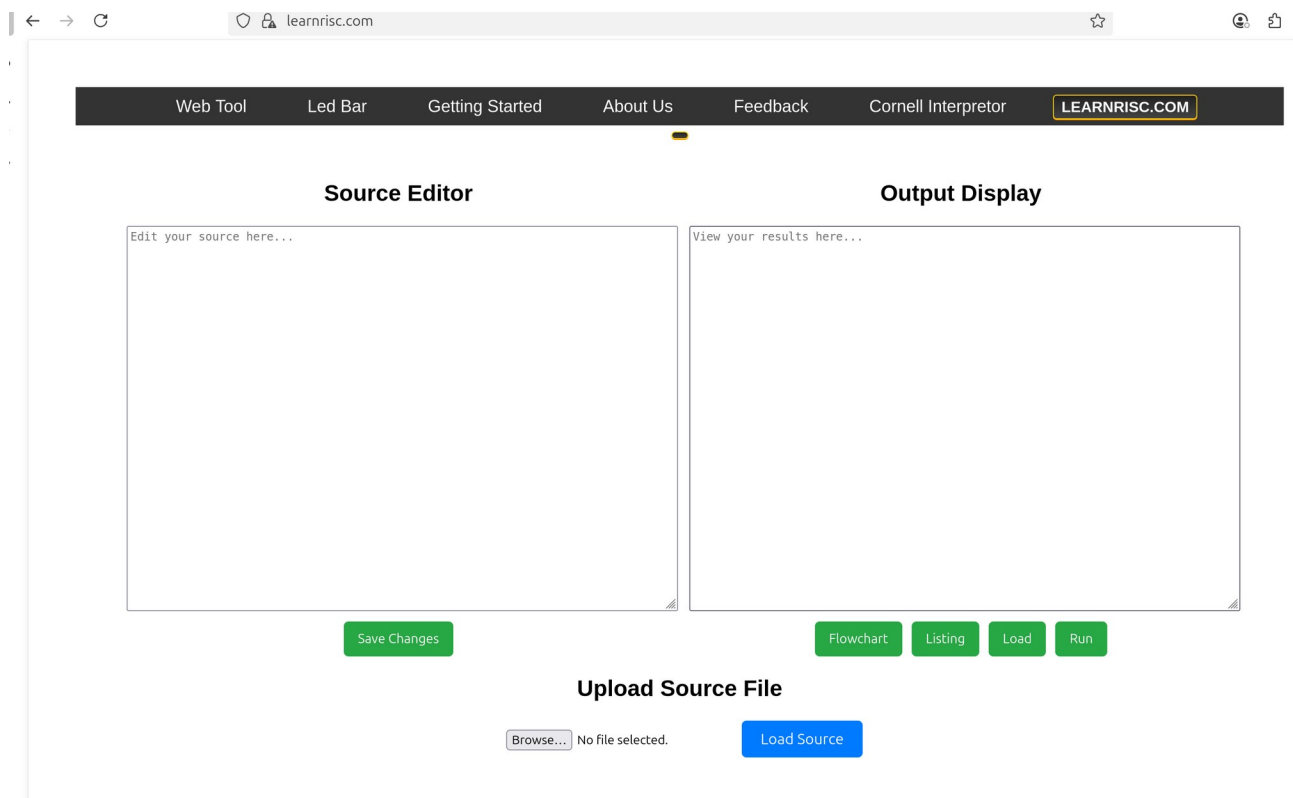 learnrisc.com
Web Tool Led Bar Getting Started About Us Feedback Cornell Interpretor LEARNRISC.COM
Source Editor
Output Display
Edit your source here...
View your results here...
Save Changes
Flowchart Listing Load Run
Upload Source File
Browse... No file selected. Load Source